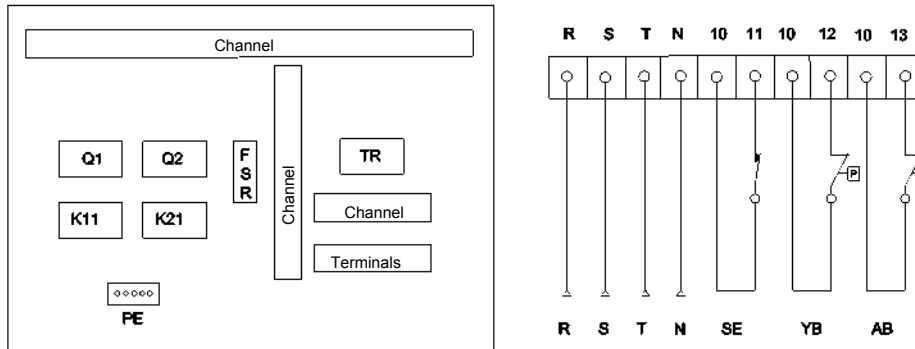 Channel
Q1 Q2
FSR
Channel
TR
K11 K21
Channel
Terminals
PE
R S T N 10 11 10 12 10 13
P
R S T N SE YB AB